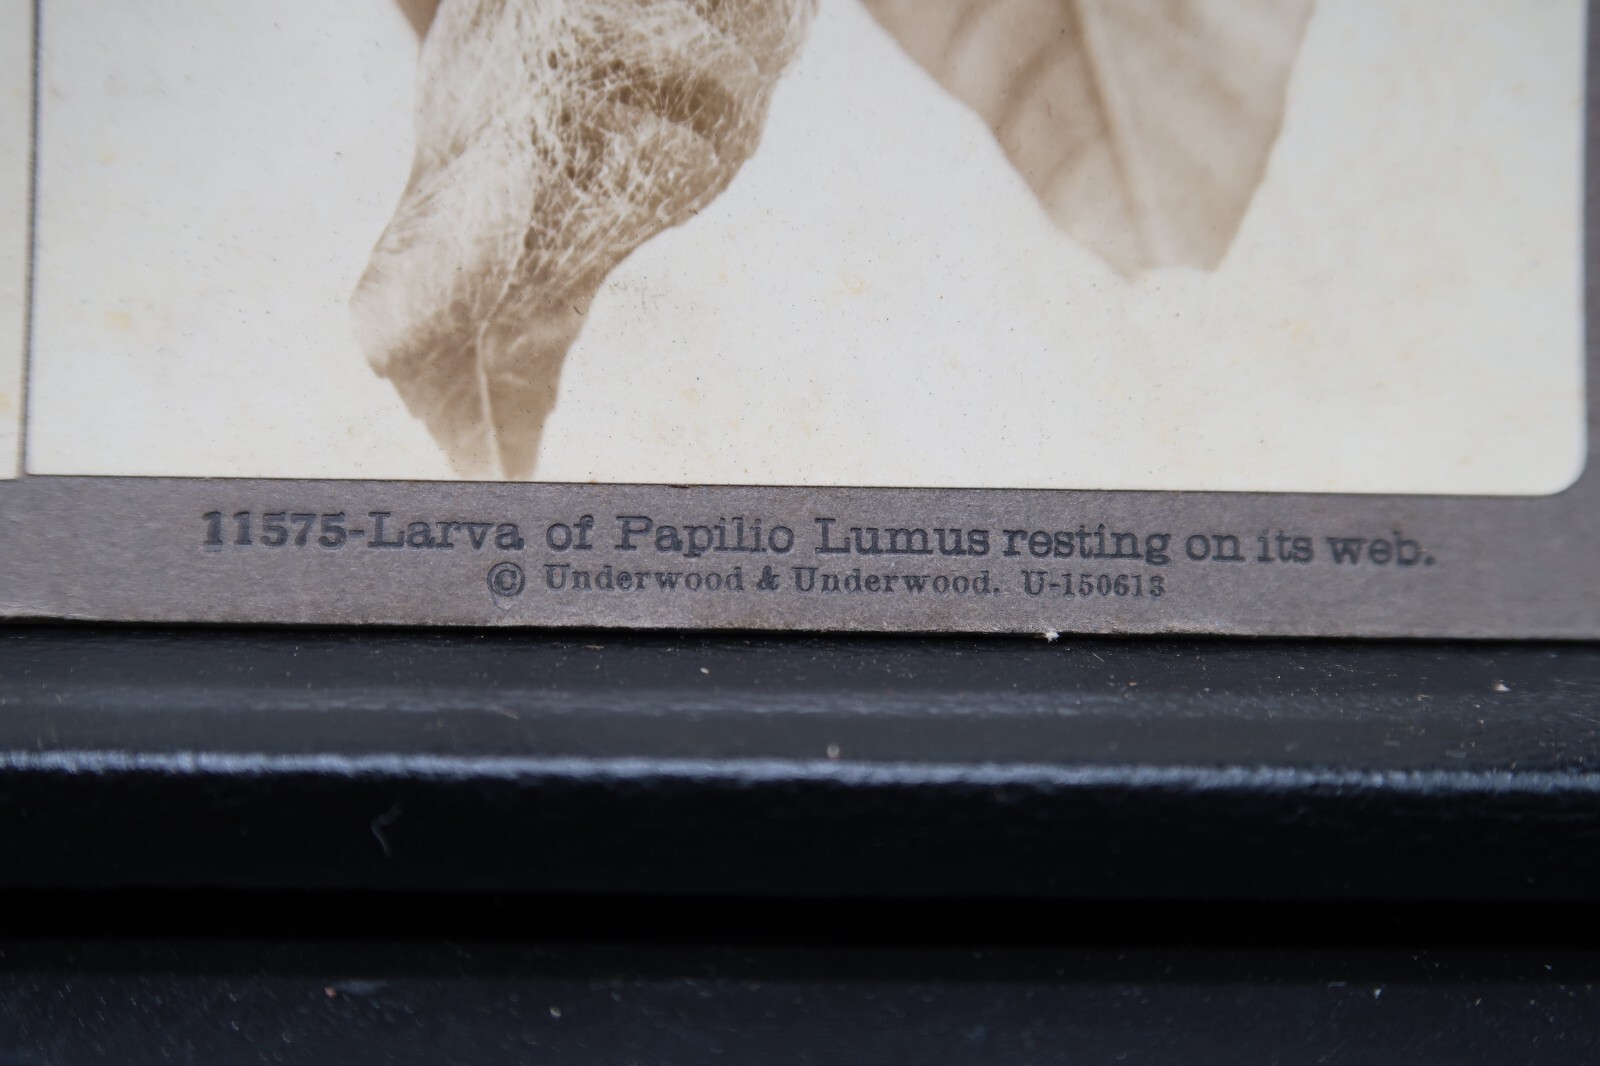 11575-Larva of Papilio Lumus resting on its web.
© Underwood & Underwood. U-150613